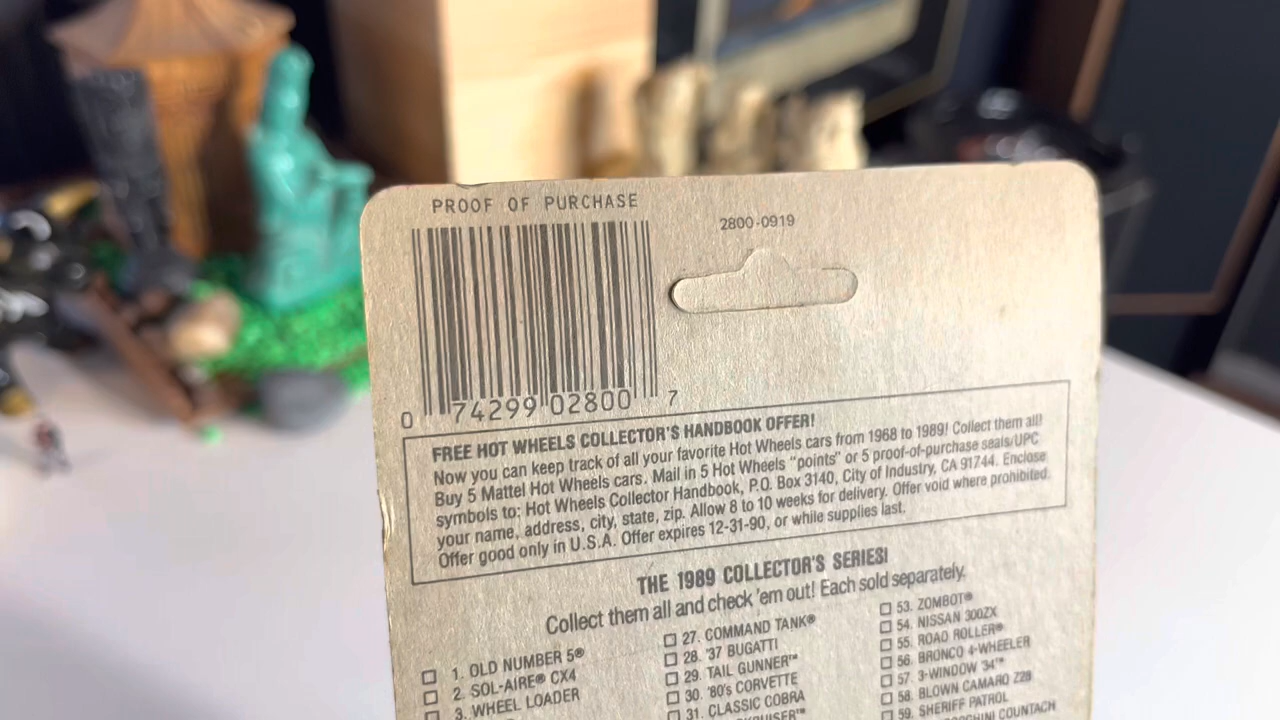 PROOF OF PURCHASE
2800-0919
0 74299 02800 7
FREE HOT WHEELS COLLECTOR'S HANDBOOK OFFER!
Now you can keep track of all your favorite Hot Wheels cars from 1968 to 1989! Collect them all!
Buy 5 Mattel Hot Wheels cars. Mail in 5 Hot Wheels "points" or 5 proof-of-purchase seals/UPC
symbols to: Hot Wheels Collector Handbook, P.O. Box 3140, City of Industry, CA 91744. Enclose
your name, address, city, state, zip. Allow 8 to 10 weeks for delivery. Offer void where prohibited.
Offer good only in U.S.A. Offer expires 12-31-90, or while supplies last.
THE 1989 COLLECTOR'S SERIES!
Collect them all and check 'em out! Each sold separately.
1. OLD NUMBER 5®
2. SOL-AIRE® CX4
3. WHEEL LOADER
27. COMMAND TANK®
28. '37 BUGATTI
29. TAIL GUNNER™
30. '80's CORVETTE
31. CLASSIC COBRA
53. ZOMBOT®
54. NISSAN 300ZX
55. ROAD ROLLER®
56. BRONCO 4-WHEELER
57. 3-WINDOW '34™
58. BLOWN CAMARO Z28
59. SHERIFF PATROL
COUNTACH